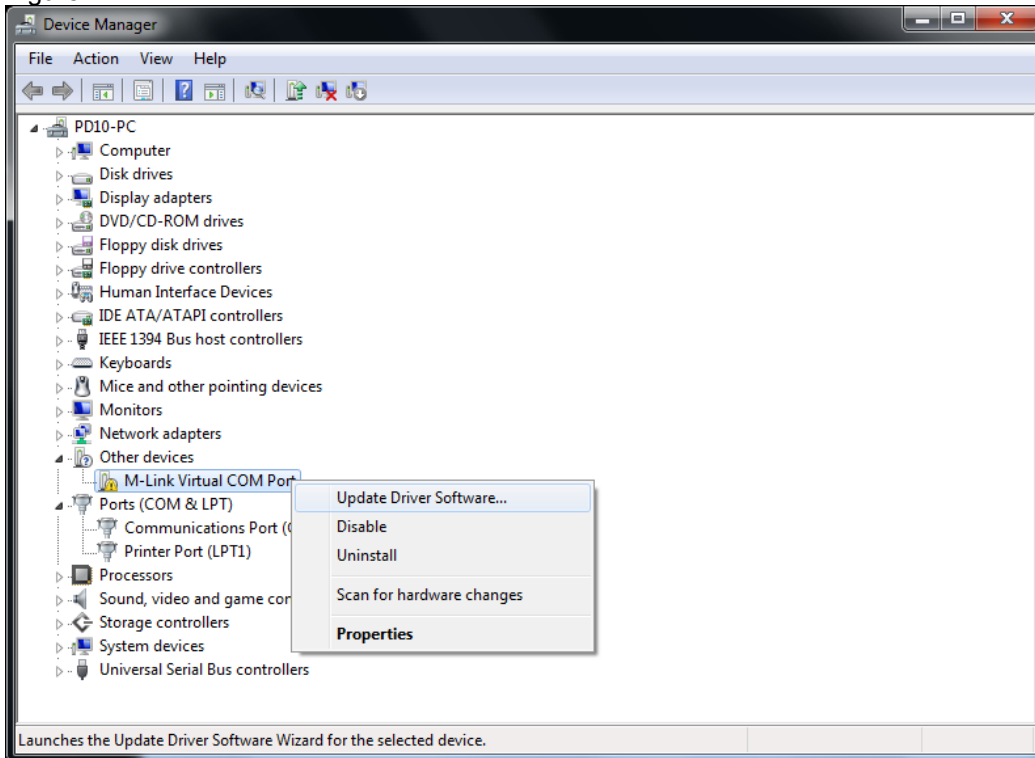 Device Manager
File Action View Help
PD10-PC
Computer
Disk drives
Display adapters
DVD/CD-ROM drives
Floppy disk drives
Floppy drive controllers
Human Interface Devices
IDE ATA/ATAPI controllers
IEEE 1394 Bus host controllers
Keyboards
Mice and other pointing devices
Monitors
Network adapters
Other devices
M-Link Virtual COM Port
Update Driver Software...
Ports (COM & LPT)
Communications Port (
Disable
Printer Port (LPT1)
Uninstall
Processors
Sound, video and game con
Scan for hardware changes
Storage controllers
Properties
System devices
Universal Serial Bus controllers
Launches the Update Driver Software Wizard for the selected device.